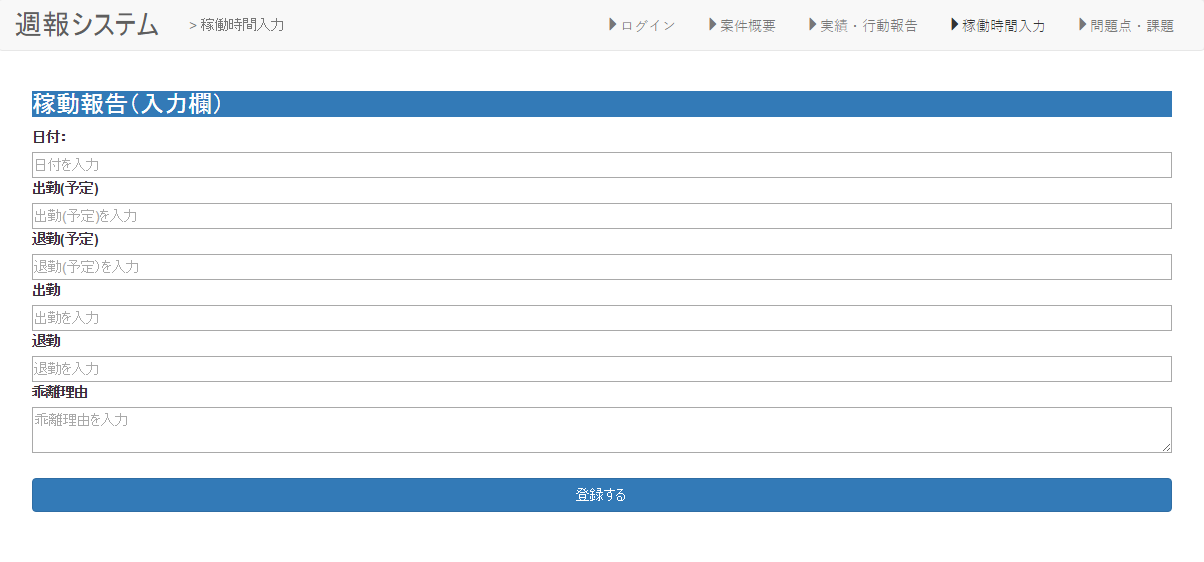 週報システム > 稼働時間入力 ログイン 案件概要 実績・行動報告 稼働時間入力 問題点・課題
稼動報告（入力欄）
日付:
日付を入力
出勤(予定)
出勤(予定)を入力
退勤(予定)
退勤(予定)を入力
出勤
出勤を入力
退勤
退勤を入力
乖離理由
乖離理由を入力
登録する